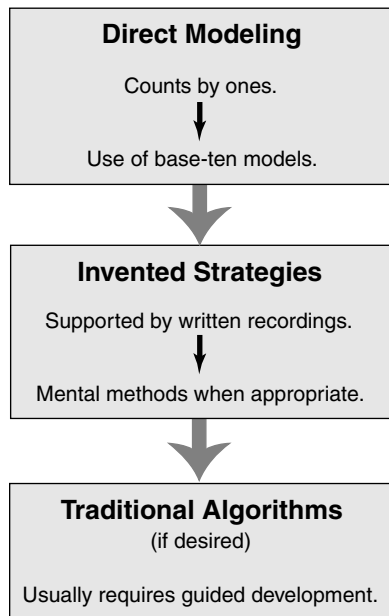 Direct Modeling
Counts by ones.
Use of base-ten models.
Invented Strategies
Supported by written recordings.
Mental methods when appropriate.
Traditional Algorithms
(if desired)
Usually requires guided development.